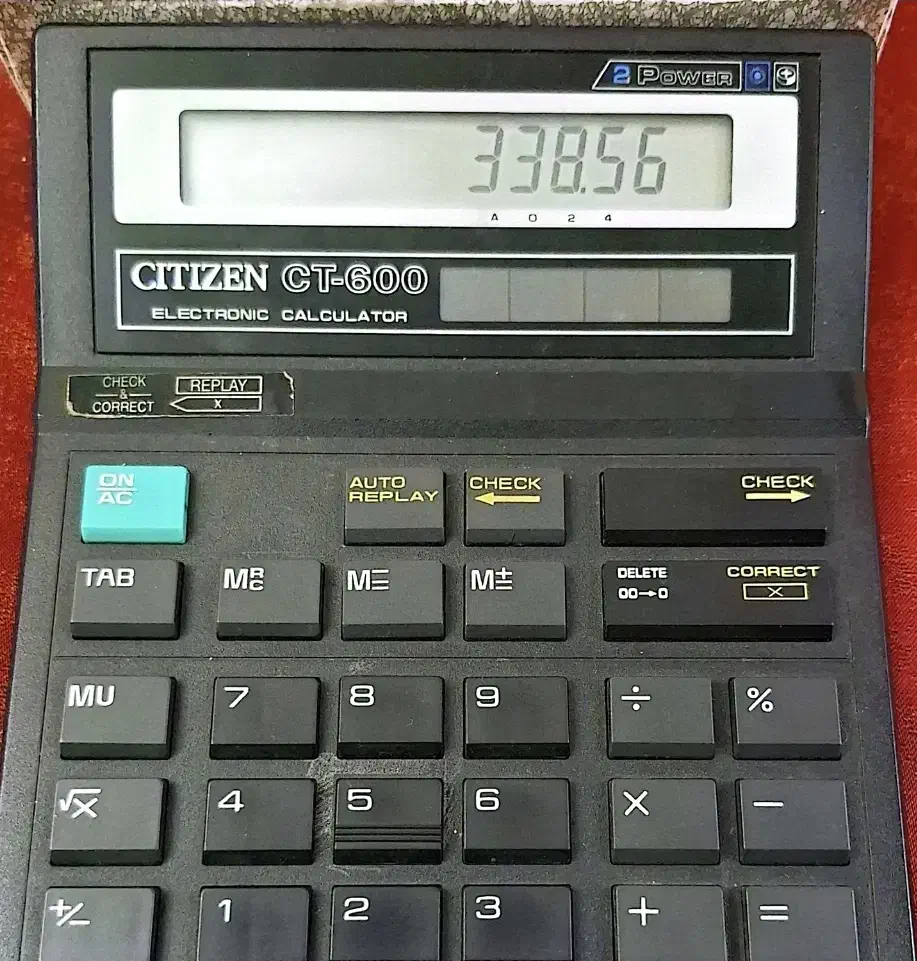 2 POWER
338.56
A 0 2 4
CITIZEN CT-600
ELECTRONIC CALCULATOR
CHECK & CORRECT
REPLAY
X
ON AC
AUTO REPLAY
CHECK
CHECK
TAB
MRC
M=
M±
DELETE 00→0
CORRECT X
MU
7
8
9
÷
%
√X
4
5
6
×
−
+/−
1
2
3
+
=